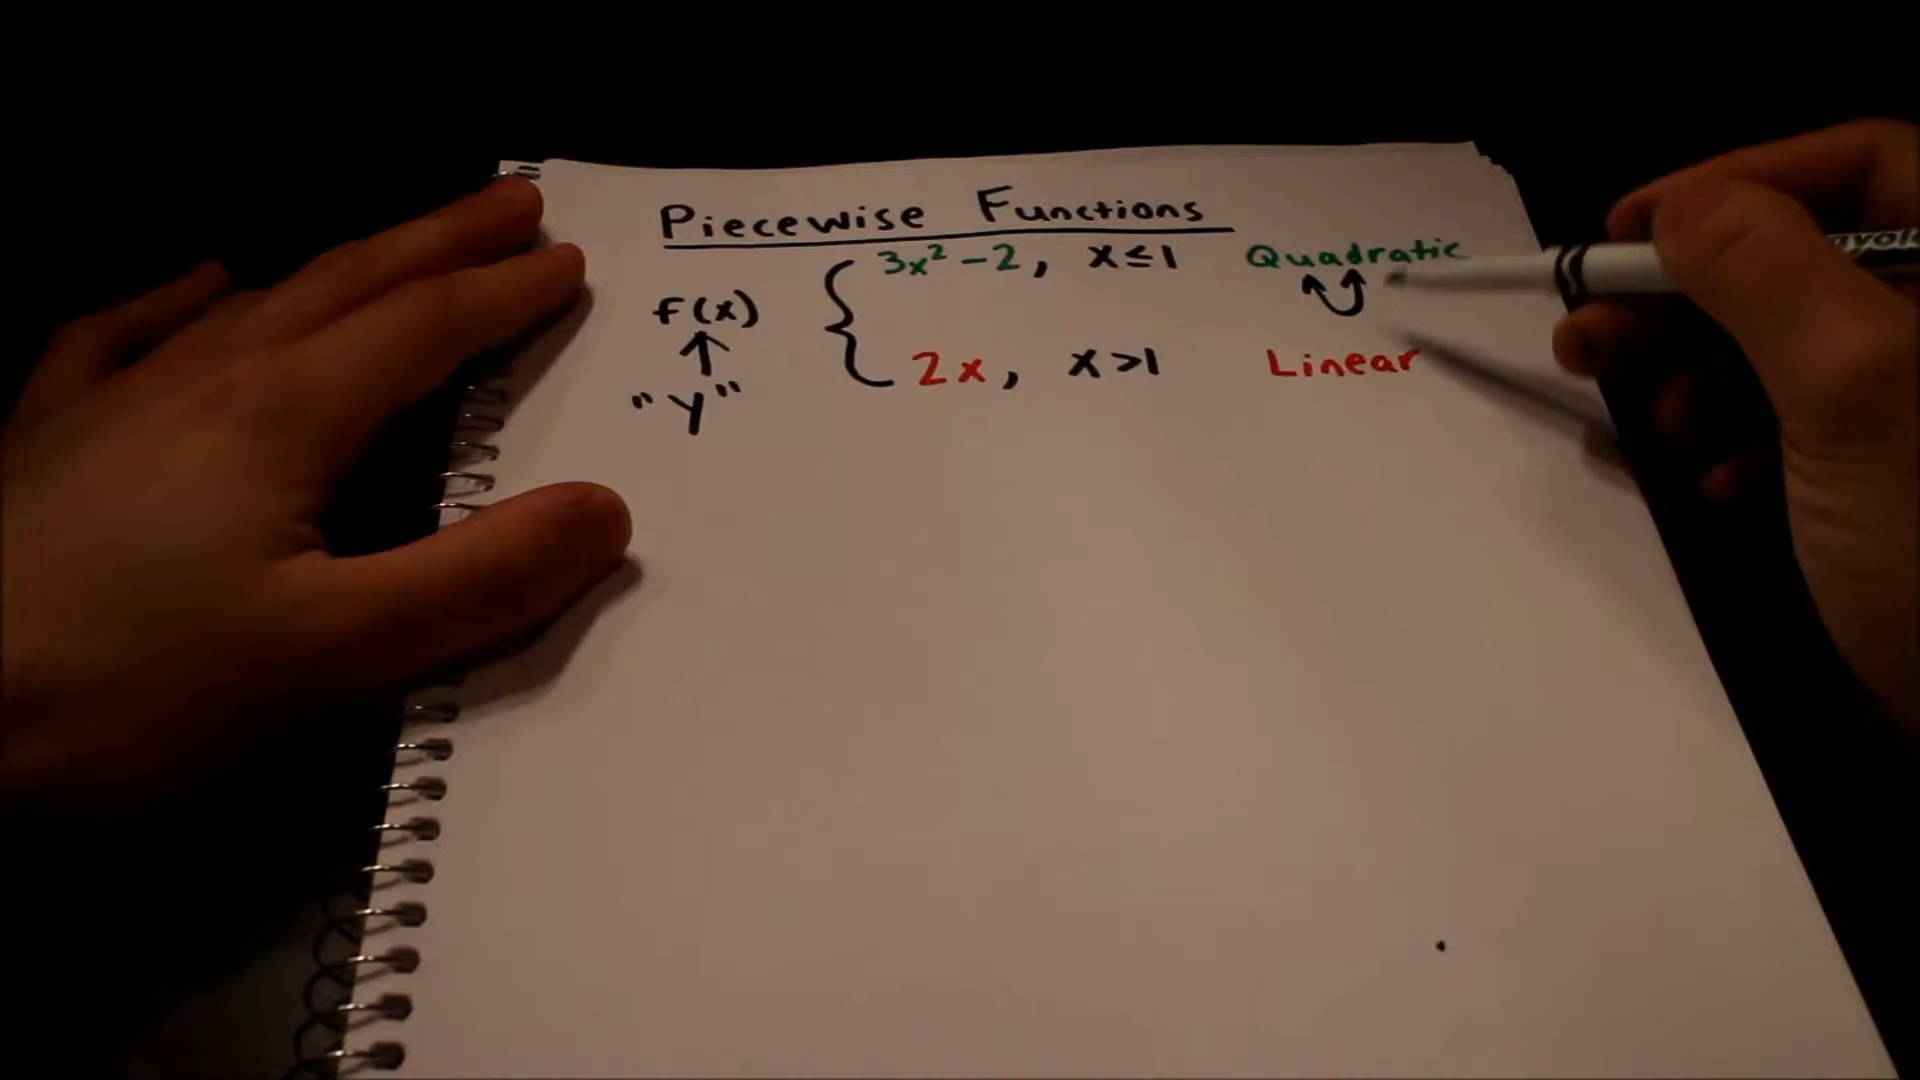 Piecewise Functions
3x² - 2, x ≤ 1 Quadratic
f(x)
2x, x > 1 Linear
"Y"